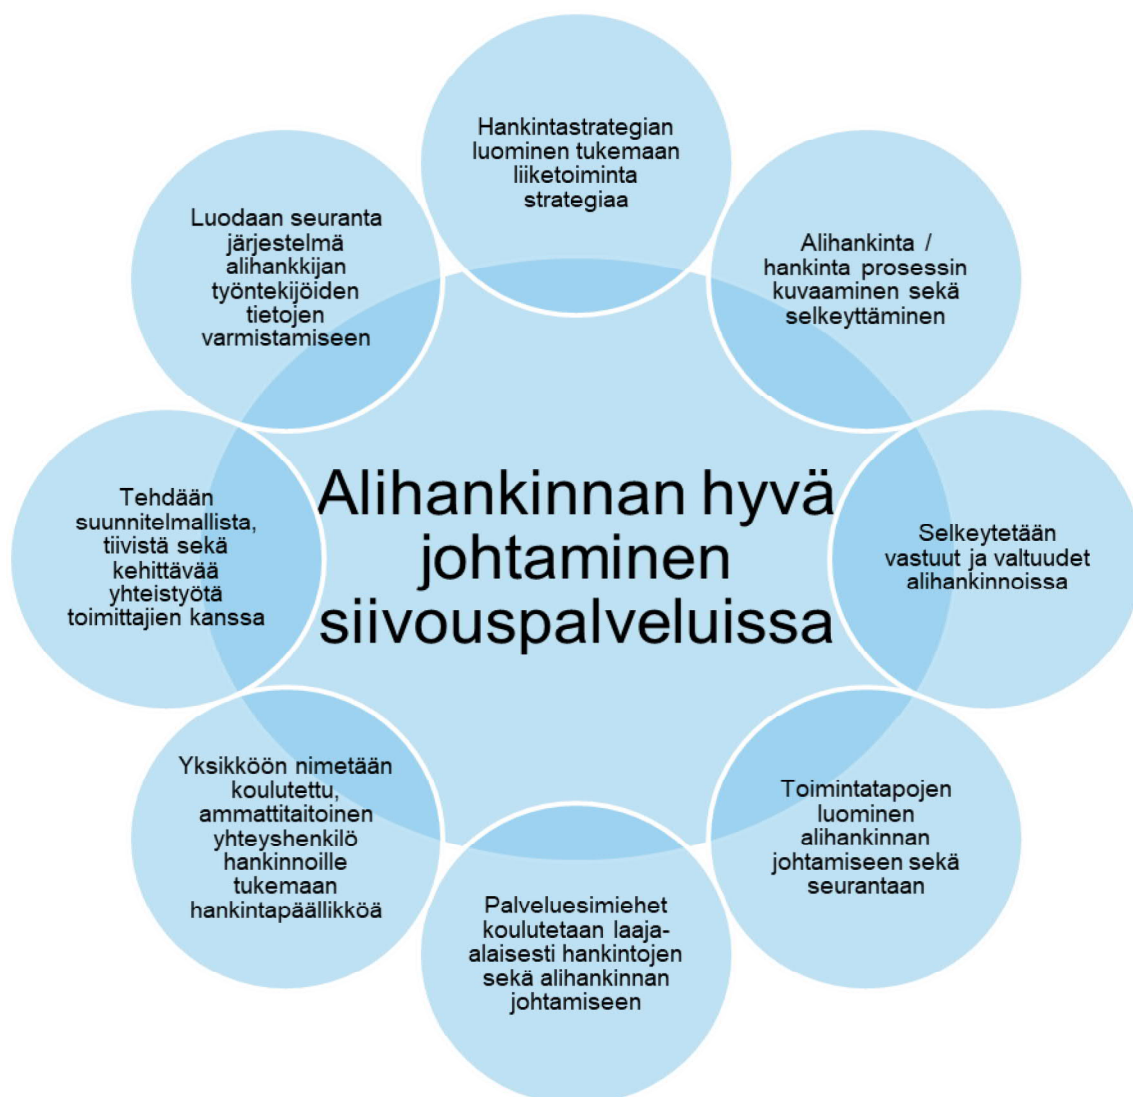 Hankintastrategian
luominen tukemaan
liiketoiminta
strategiaa
Alihankinta /
hankinta prosessin
kuvaaminen sekä
selkeyttäminen
Selkeytetään
vastuut ja valtuudet
alihankinnoissa
Toimintatapojen
luominen
alihankinnan
johtamiseen sekä
seurantaan
Palveluesimiehet
koulutetaan laaja-
alaisesti hankintojen
sekä alihankinnan
johtamiseen
Yksikköön nimetään
koulutettu,
ammattitaitoinen
yhteyshenkilö
hankinnoille
tukemaan
hankintapäällikköä
Tehdään
suunnitelmallista,
tiivistä sekä
kehittävää
yhteistyötä
toimittajien kanssa
Luodaan seuranta
järjestelmä
alihankkijan
työntekijöiden
tietojen
varmistamiseen
Alihankinnan hyvä
johtaminen
siivouspalveluissa